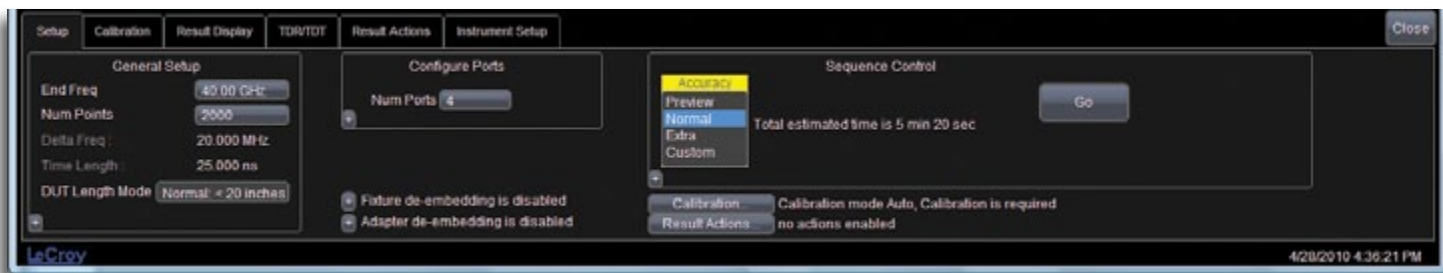 Setup Calibration Result Display TDR/TDT Result Actions Instrument Setup Close
General Setup
End Freq 40.00 GHz
Num Points 2000
Delta Freq : 20.000 MHz
Time Length : 25.000 ns
DUT Length Mode Normal: < 20 inches
Configure Ports
Num Ports 4
Fixture de-embedding is disabled
Adapter de-embedding is disabled
Sequence Control
Accuracy
Preview
Normal
Extra
Custom
Total estimated time is 5 min 20 sec
Go
Calibration... Calibration mode Auto, Calibration is required
Result Actions... no actions enabled
LeCroy 4/28/2010 4:36:21 PM